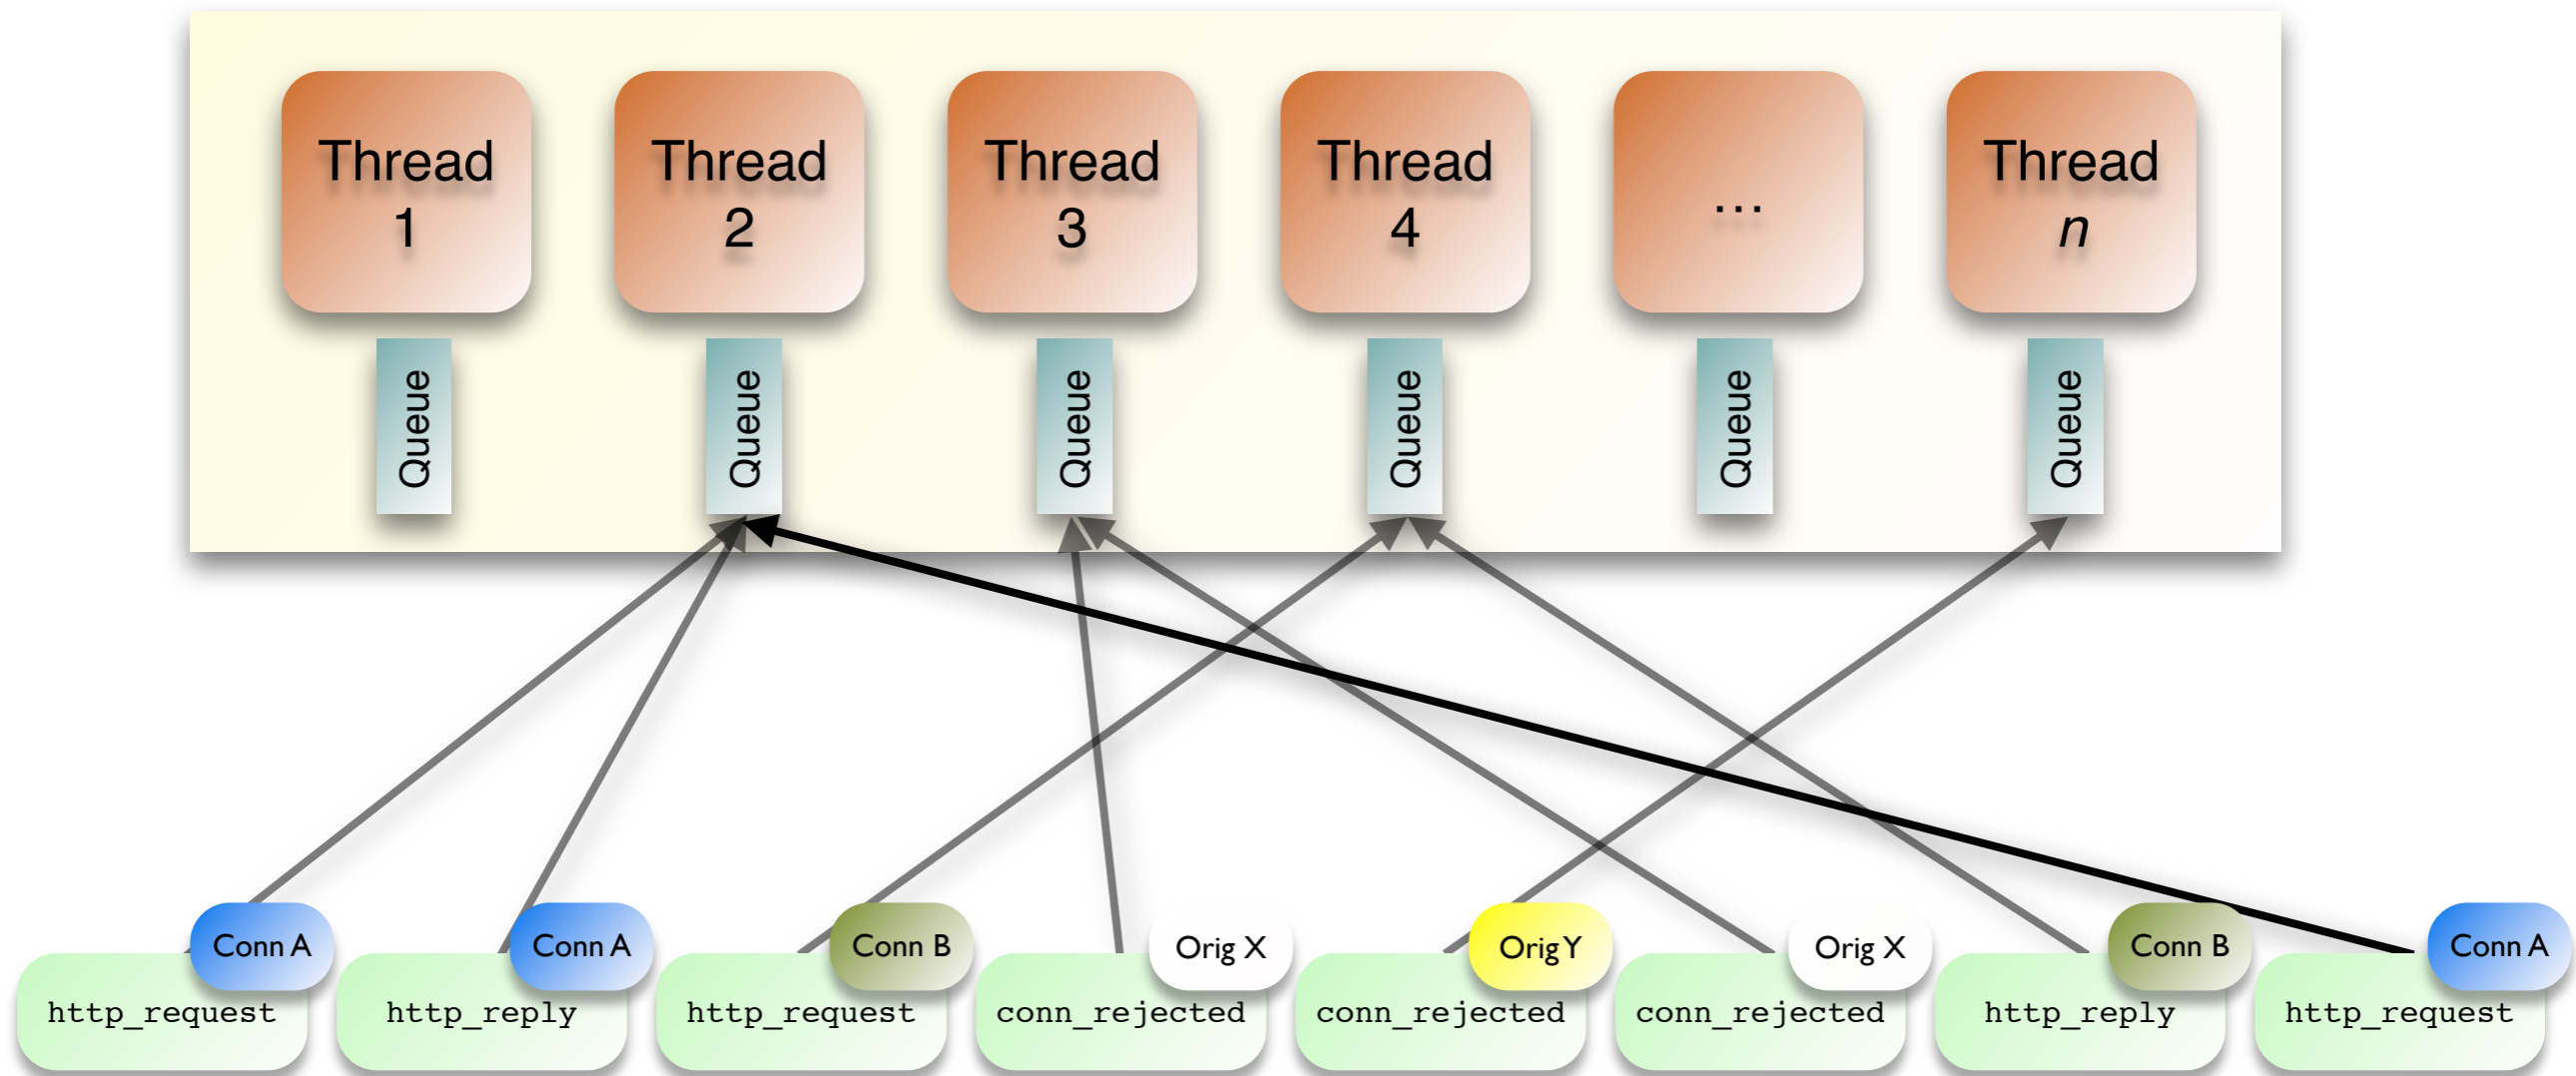 Thread
1
Thread
2
Thread
3
Thread
4
...
Thread
n
Queue
Queue
Queue
Queue
Queue
Queue
Conn A
http_request
Conn A
http_reply
Conn B
http_request
Orig X
conn_rejected
Orig Y
conn_rejected
Orig X
conn_rejected
Conn B
http_reply
Conn A
http_request